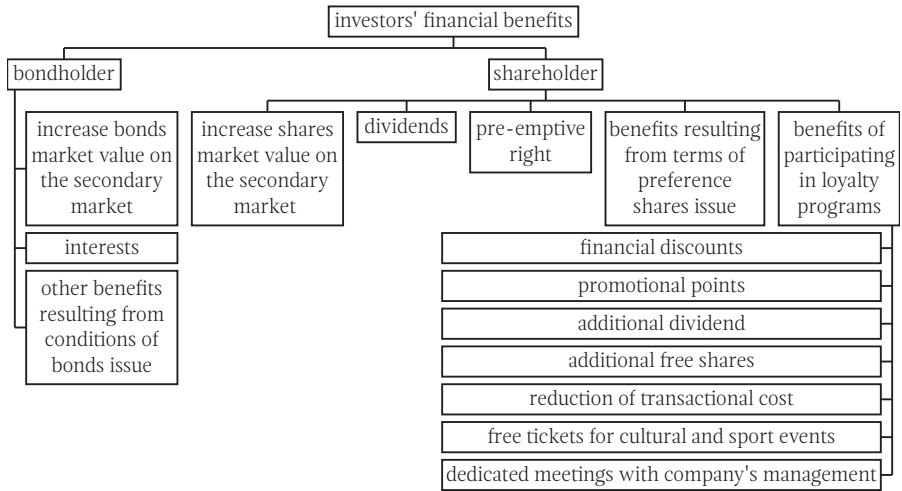 investors' financial benefits
bondholder
shareholder
increase bonds
market value on
the secondary
market
interests
other benefits
resulting from
conditions of
bonds issue
increase shares
market value on
the secondary
market
dividends
pre-emptive
right
benefits resulting
from terms of
preference
shares issue
benefits of
participating
in loyalty
programs
financial discounts
promotional points
additional dividend
additional free shares
reduction of transactional cost
free tickets for cultural and sport events
dedicated meetings with company's management